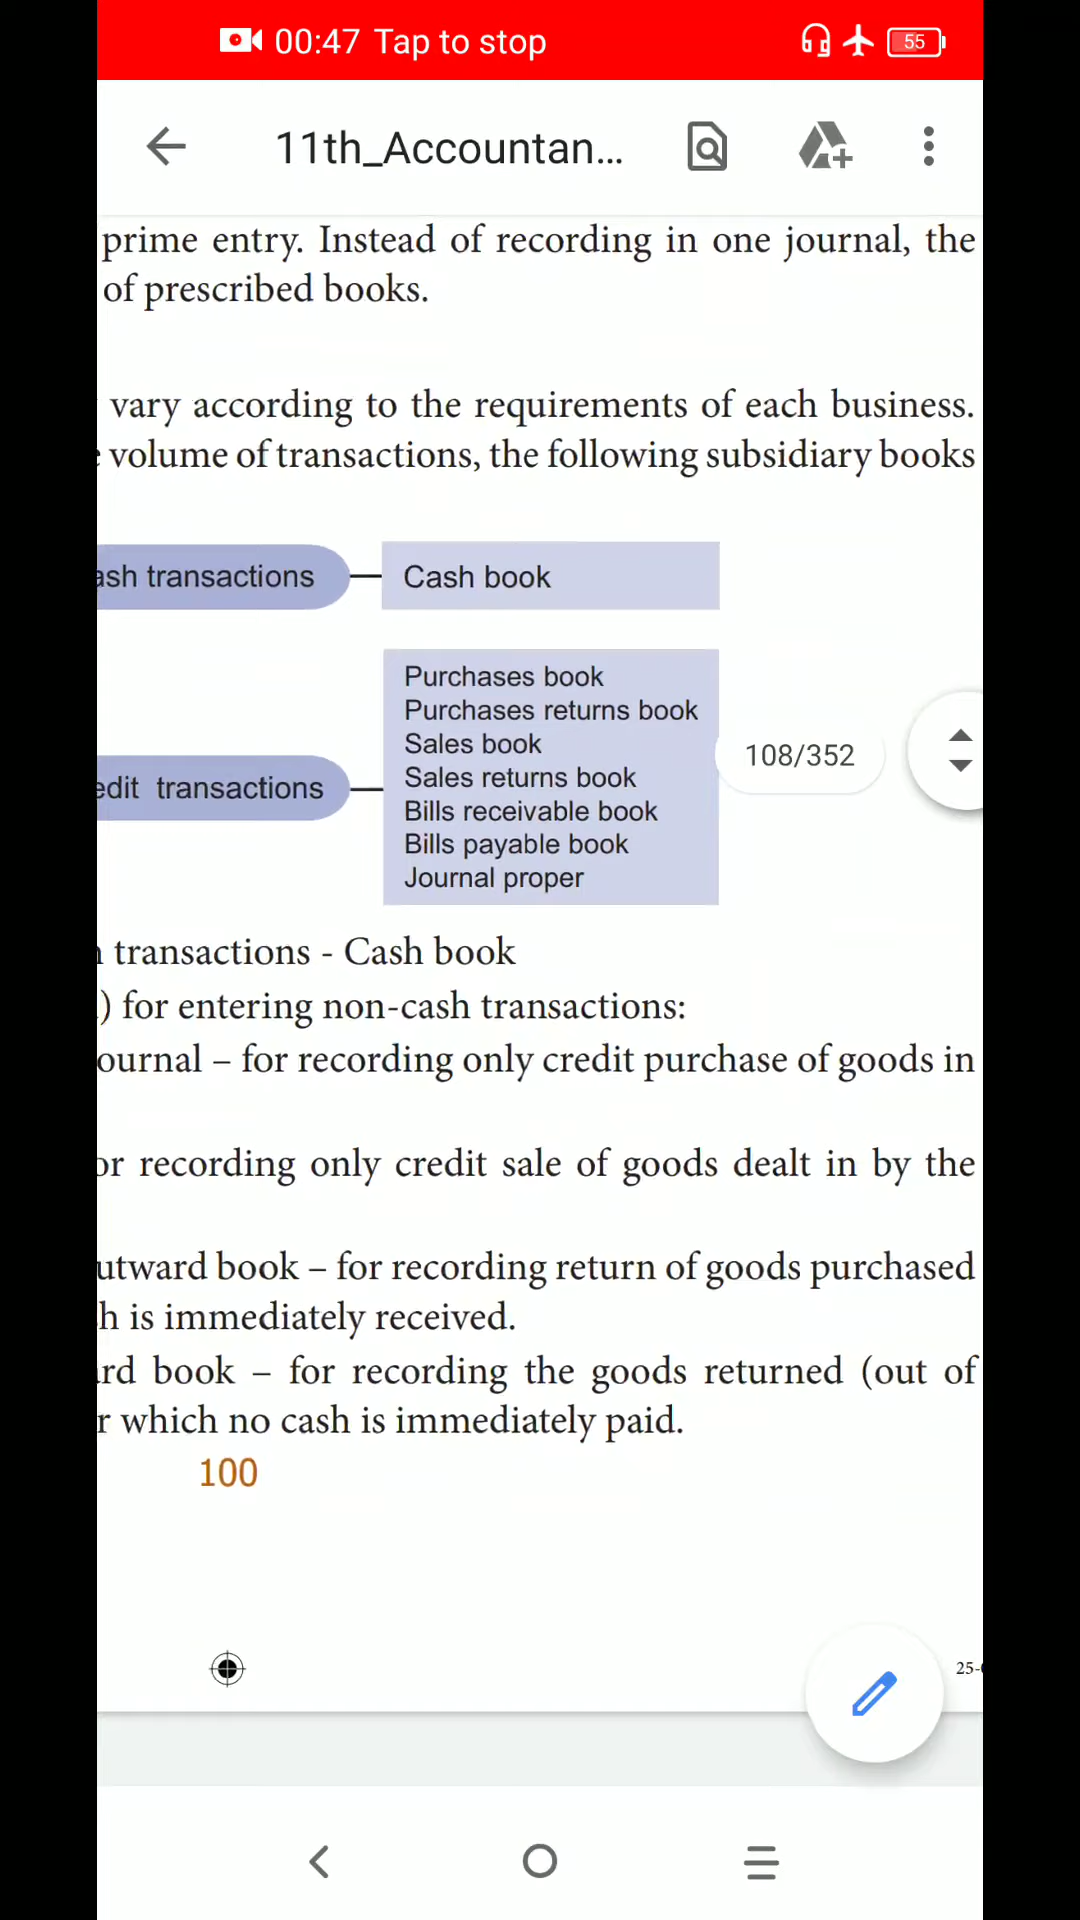 00:47 Tap to stop
55
11th_Accountan...
prime entry. Instead of recording in one journal, the
of prescribed books.
vary according to the requirements of each business.
volume of transactions, the following subsidiary books
ash transactions
Cash book
Purchases book
Purchases returns book
Sales book
Sales returns book
Bills receivable book
Bills payable book
Journal proper
108/352
edit transactions
transactions - Cash book
) for entering non-cash transactions:
ournal – for recording only credit purchase of goods in
or recording only credit sale of goods dealt in by the
utward book – for recording return of goods purchased
h is immediately received.
rd book – for recording the goods returned (out of
r which no cash is immediately paid.
100
25-